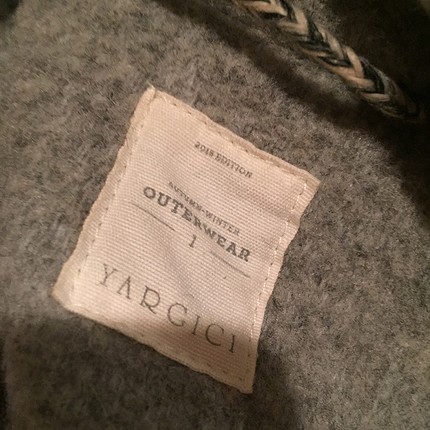 2018 EDITION
AUTUMN-WINTER
OUTERWEAR
1
YARGICI